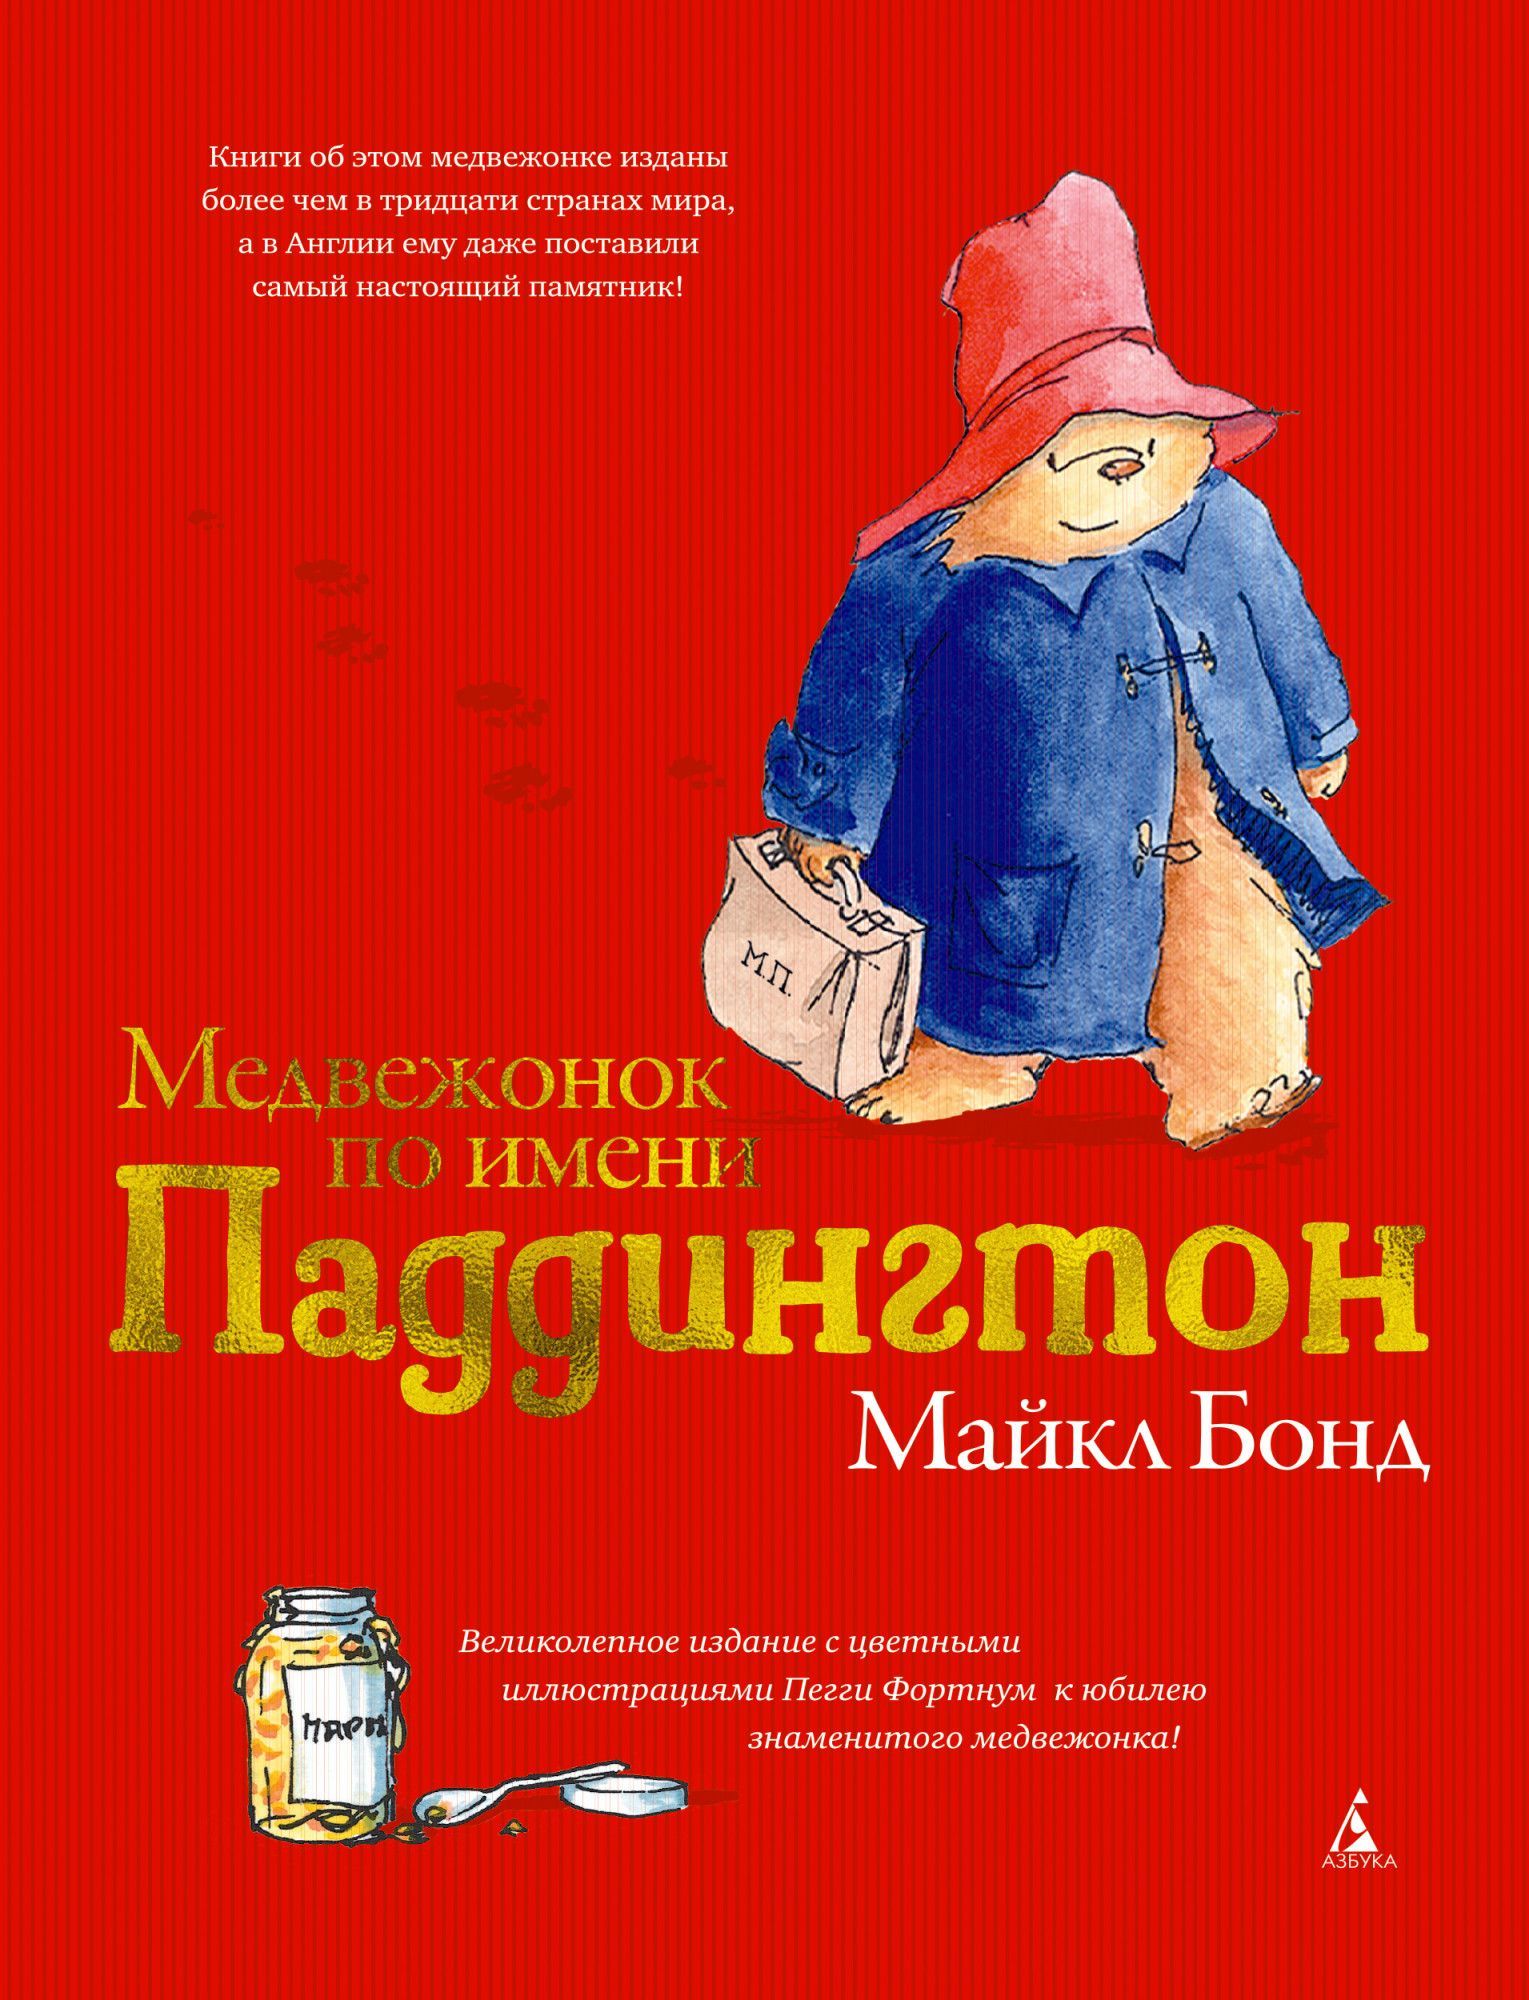 Книги об этом медвежонке изданы
более чем в тридцати странах мира,
а в Англии ему даже поставили
самый настоящий памятник!
М.П.
Медвежонок
по имени
Паддингтон
Майкл Бонд
Великолепное издание с цветными
иллюстрациями Пегги Фортнум к юбилею
знаменитого медвежонка!
АЗБУКА